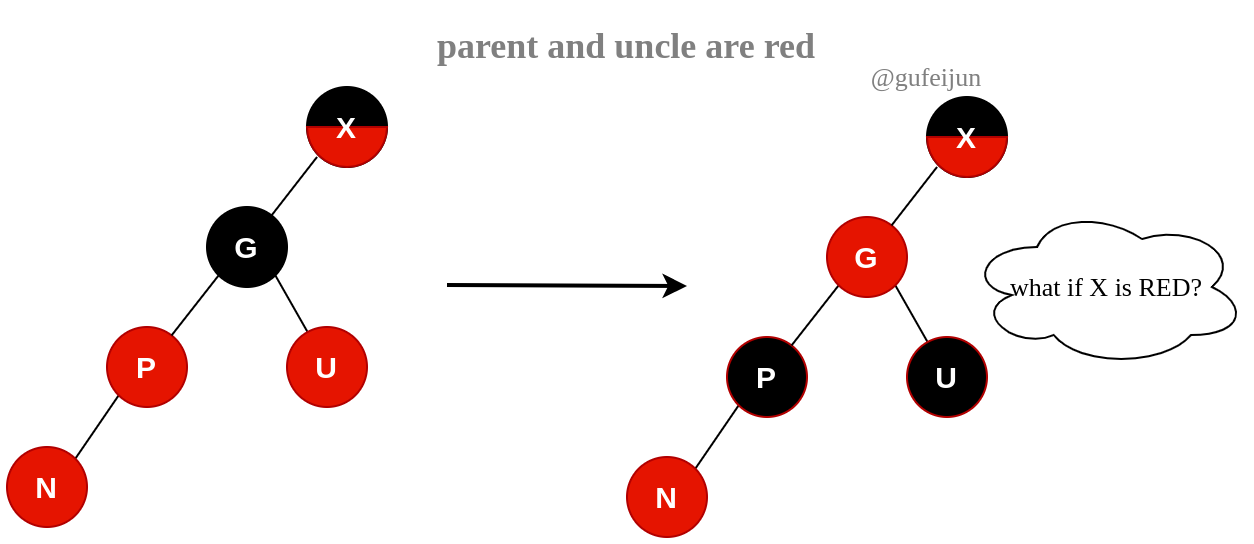 parent and uncle are red
@gufeijun
X
X
G
G
what if X is RED?
P
U
P
U
N
N